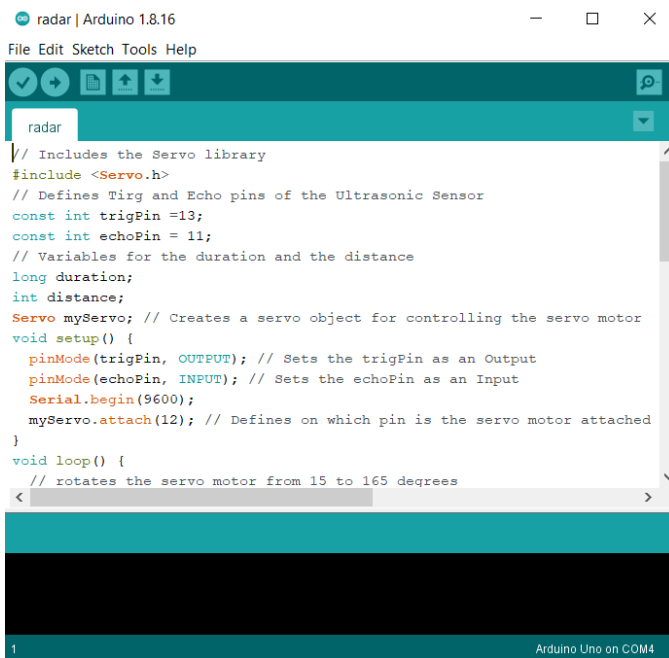 radar | Arduino 1.8.16
File Edit Sketch Tools Help
radar
// Includes the Servo library
#include <Servo.h>
// Defines Tirg and Echo pins of the Ultrasonic Sensor
const int trigPin =13;
const int echoPin = 11;
// Variables for the duration and the distance
long duration;
int distance;
Servo myServo; // Creates a servo object for controlling the servo motor
void setup() {
  pinMode(trigPin, OUTPUT); // Sets the trigPin as an Output
  pinMode(echoPin, INPUT); // Sets the echoPin as an Input
  Serial.begin(9600);
  myServo.attach(12); // Defines on which pin is the servo motor attached
}
void loop() {
  // rotates the servo motor from 15 to 165 degrees
1 Arduino Uno on COM4